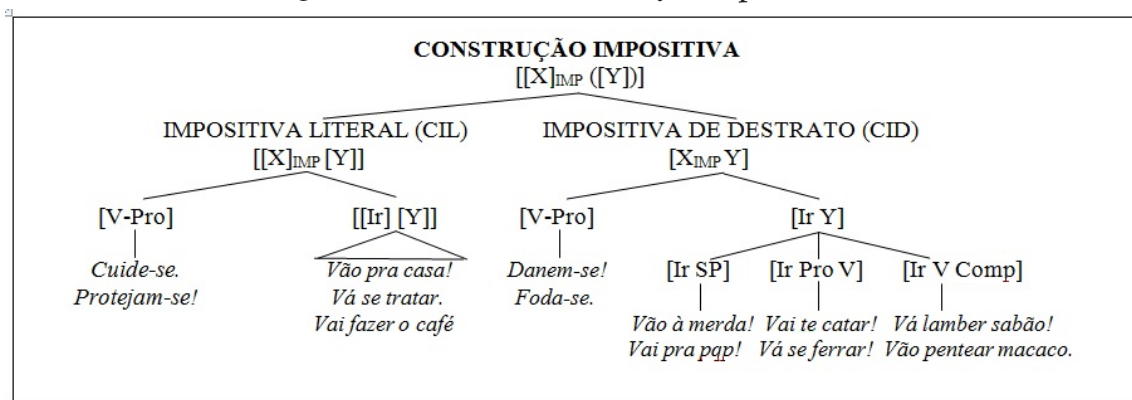 CONSTRUÇÃO IMPOSITIVA
[[X]IMP ([Y])]
IMPOSITIVA LITERAL (CIL) IMPOSITIVA DE DESTRATO (CID)
[[X]IMP [Y]] [XIMP Y]
[V-Pro] [[Ir] [Y]] [V-Pro] [Ir Y]
Cuide-se. Vão pra casa! Danem-se! [Ir SP] [Ir Pro V] [Ir V Comp]
Protejam-se! Vá se tratar. Foda-se.
Vai fazer o café Vão à merda! Vai te catar! Vá lamber sabão!
Vai pra pqp! Vá se ferrar! Vão pentear macaco.